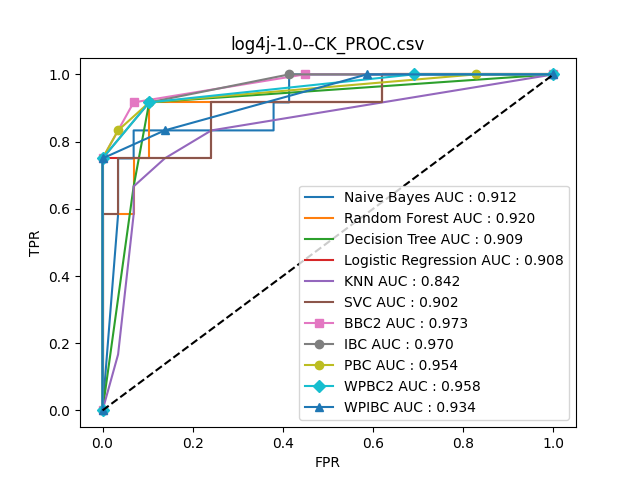 log4j-1.0--CK_PROC.csv
1.0
0.8
0.6
0.4
0.2
0.0
TPR
Naive Bayes AUC : 0.912
Random Forest AUC : 0.920
Decision Tree AUC : 0.909
Logistic Regression AUC : 0.908
KNN AUC : 0.842
SVC AUC : 0.902
BBC2 AUC : 0.973
IBC AUC : 0.970
PBC AUC : 0.954
WPBC2 AUC : 0.958
WPIBC AUC : 0.934
0.0 0.2 0.4 0.6 0.8 1.0
FPR